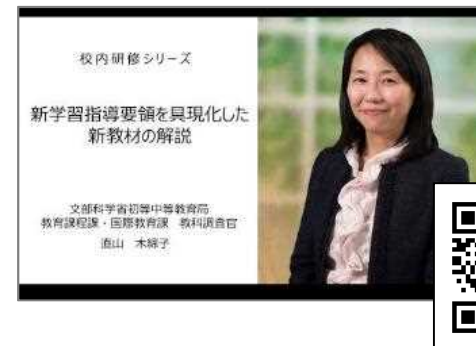 校内研修シリーズ
新学習指導要領を具現化した
新教材の解説
文部科学省初等中等教育局
教育課程課・国際教育課 教科調査官
直山 木綿子